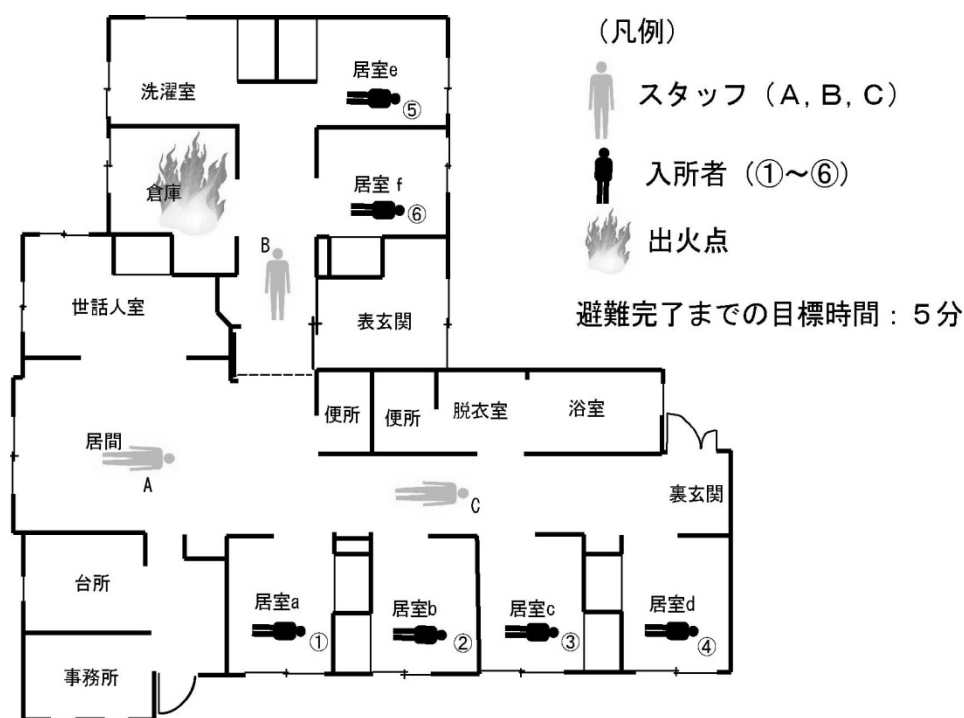 (凡例)
スタッフ（A, B, C）
入所者（①～⑥）
出火点
避難完了までの目標時間：５分
洗濯室
居室e
⑤
倉庫
居室f
⑥
B
世話人室
表玄関
便所
便所
脱衣室
浴室
居間
A
C
裏玄関
台所
居室a
①
居室b
②
居室c
③
居室d
④
事務所